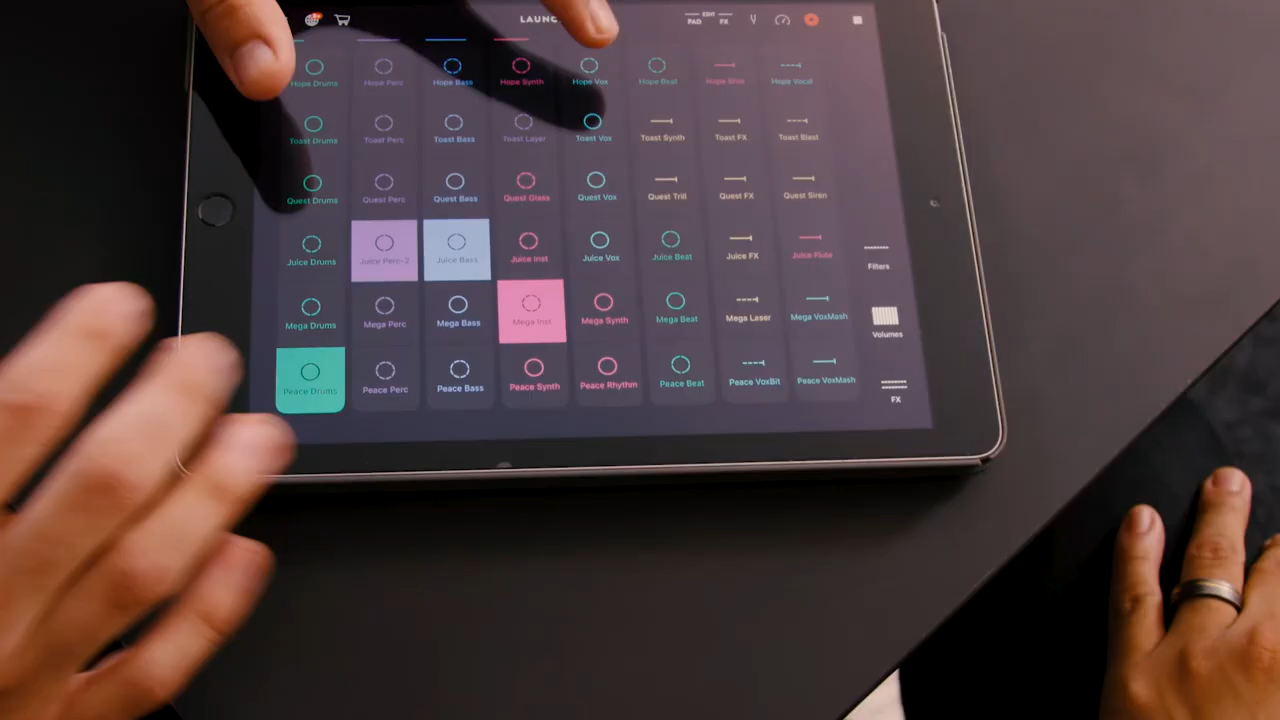 LAUNC
EDIT
PAD FX
Hope Drums Hope Perc Hope Bass Hope Synth Hope Vox Hope Beat Hope Vocal
Toast Drums Toast Perc Toast Bass Toast Layer Toast Vox Toast Synth Toast FX Toast Blast
Quest Drums Quest Perc Quest Bass Quest Glass Quest Vox Quest Trill Quest FX Quest Siren
Juice Drums Juice Perc-2 Juice Bass Juice Inst Juice Vox Juice Beat Juice FX Juice Flute
Filters
Mega Drums Mega Perc Mega Bass Mega Inst Mega Synth Mega Beat Mega Laser Mega VoxMash
Volumes
Peace Drums Peace Perc Peace Bass Peace Synth Peace Rhythm Peace Beat Peace VoxBit Peace VoxMash
FX